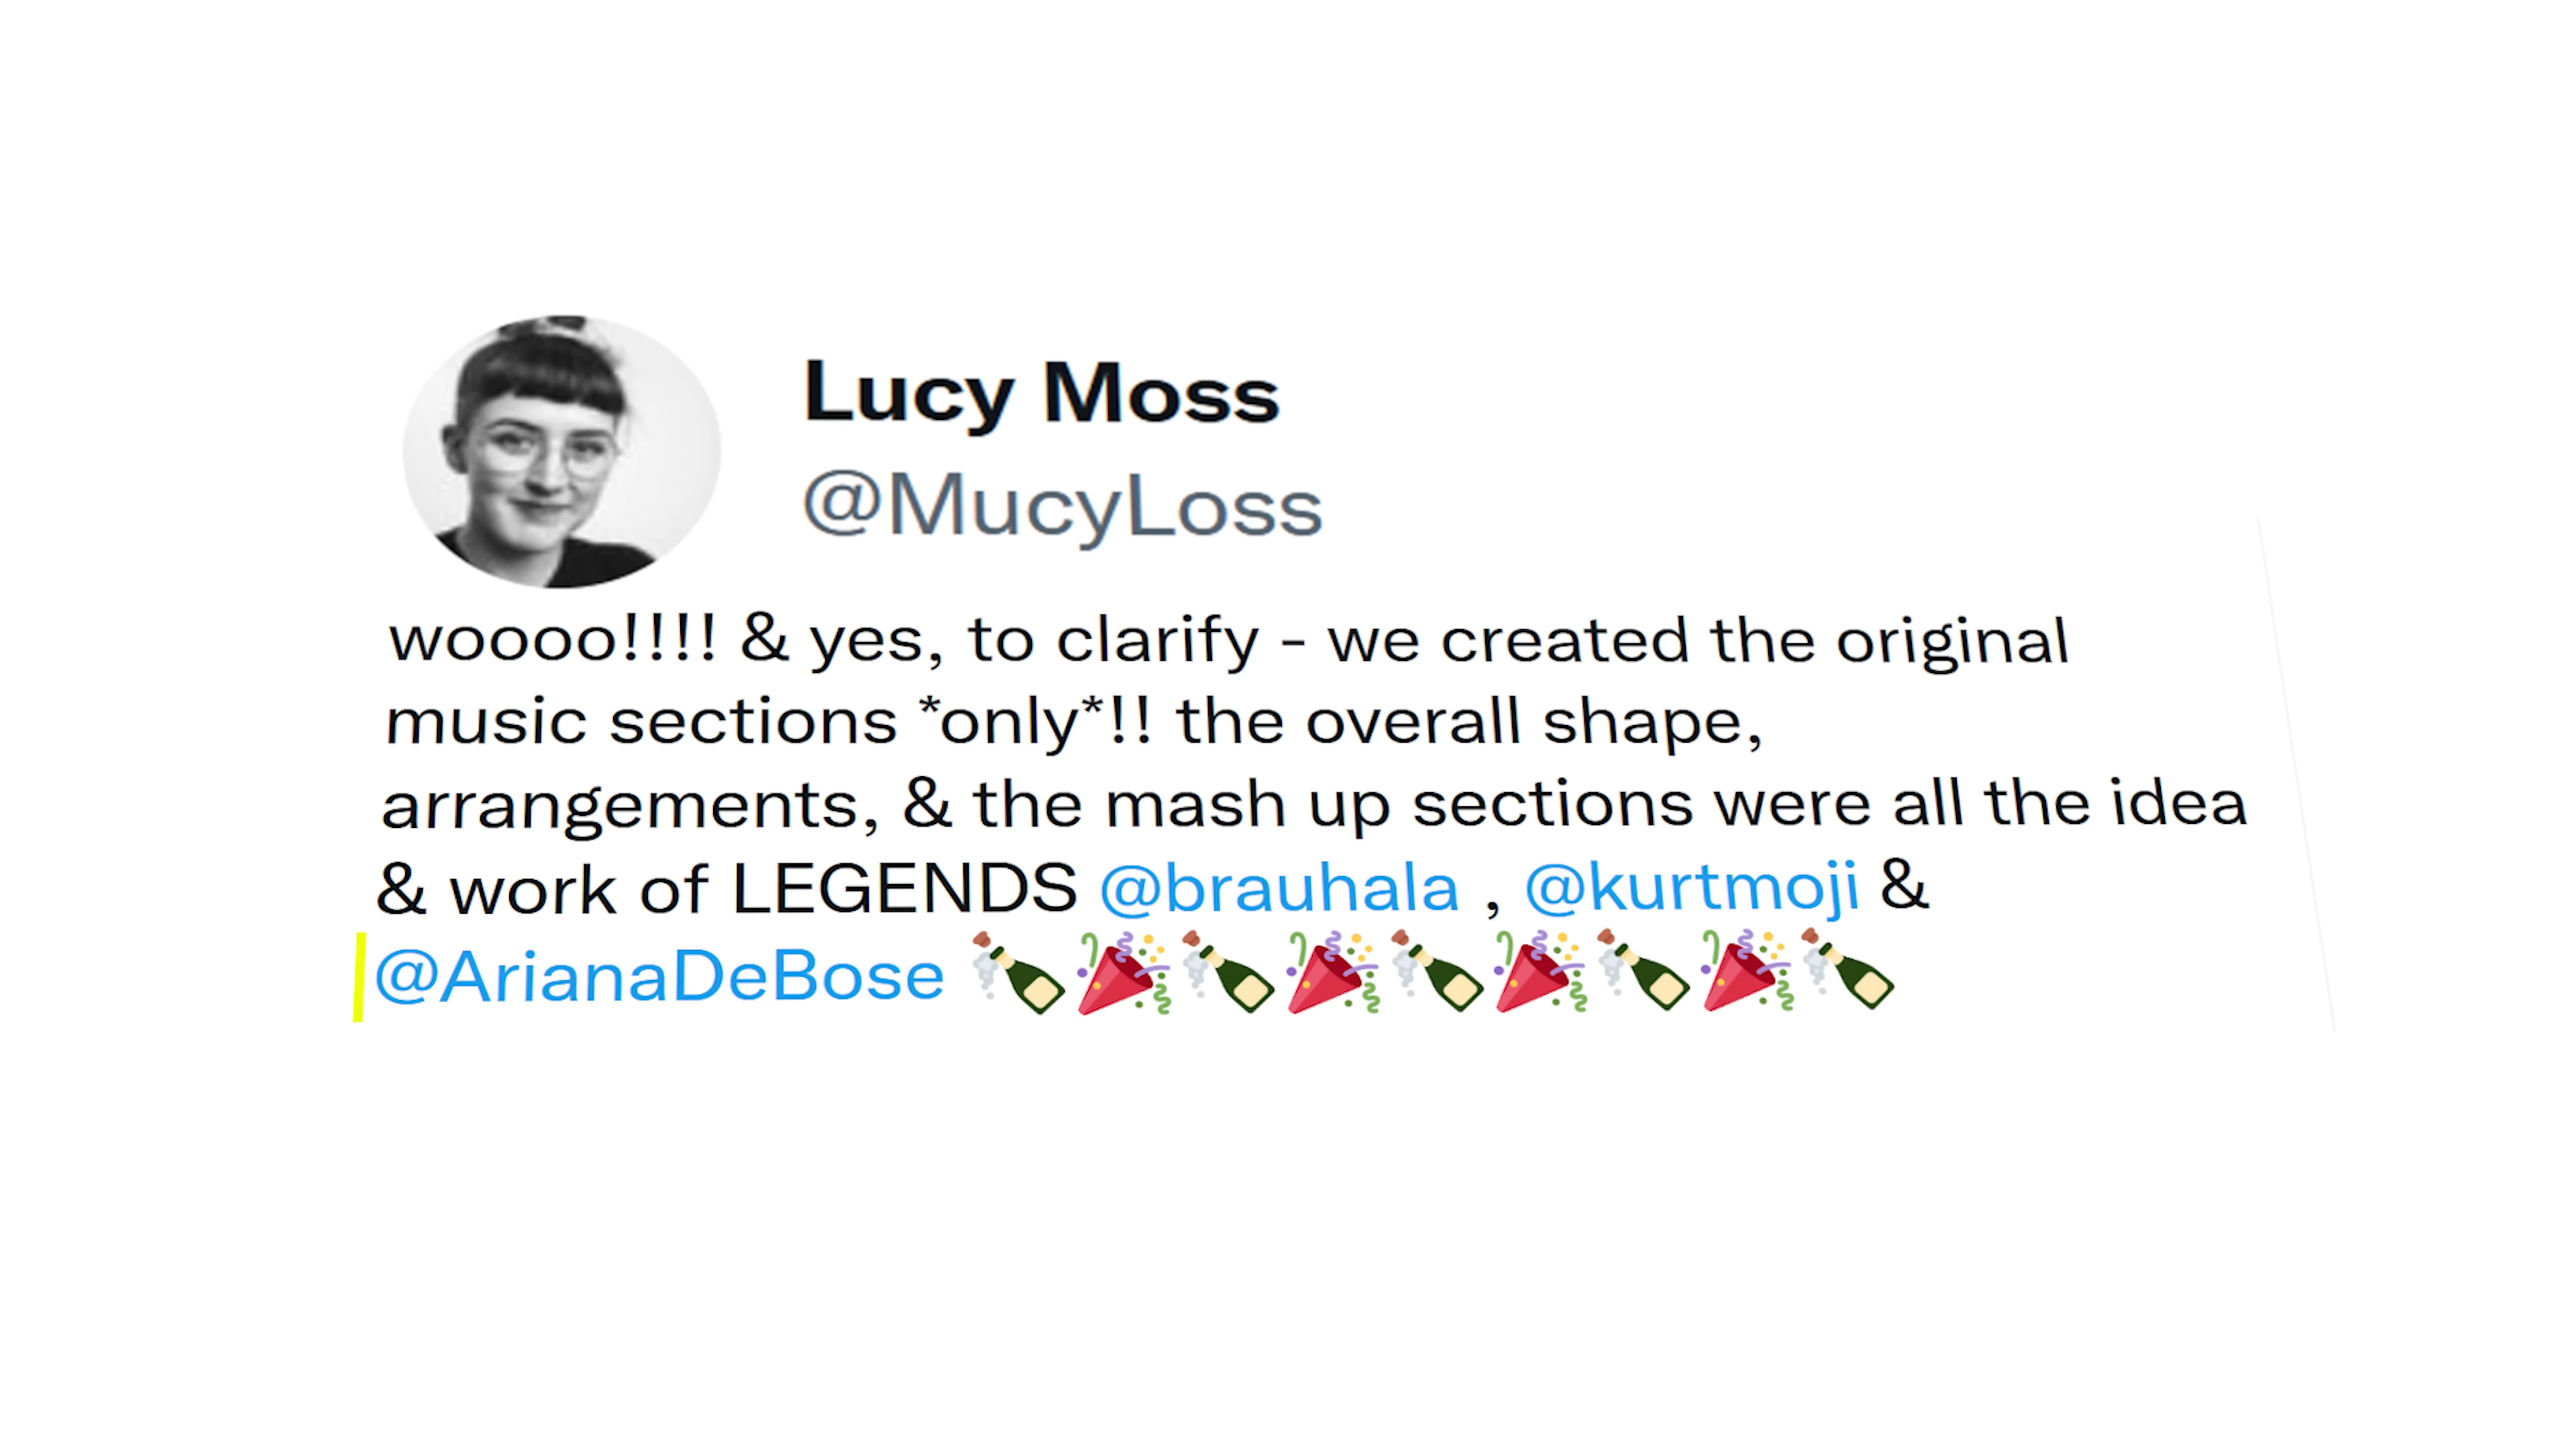 Lucy Moss
@MucyLoss
woooo!!!! & yes, to clarify - we created the original
music sections *only*!! the overall shape,
arrangements, & the mash up sections were all the idea
& work of LEGENDS @brauhala , @kurtmoji &
@ArianaDeBose 🍾🎉🍾🎉🍾🎉🍾🎉🍾